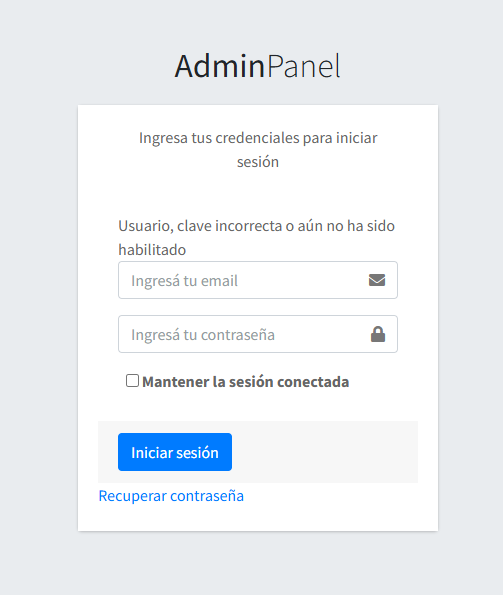 AdminPanel
Ingresa tus credenciales para iniciar
sesión
Usuario, clave incorrecta o aún no ha sido
habilitado
Ingresá tu email
Ingresá tu contraseña
Mantener la sesión conectada
Iniciar sesión
Recuperar contraseña